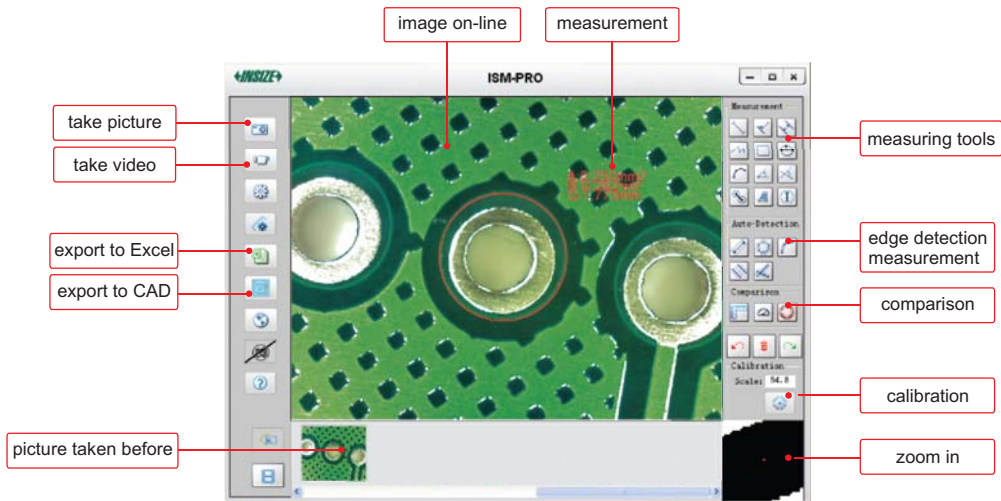 image on-line
measurement
INSIZE
ISM-PRO
take picture
take video
export to Excel
export to CAD
picture taken before
Measurement
measuring tools
Auto-Detection
edge detection
measurement
Comparison
comparison
Calibration
Scale: 94.8
calibration
zoom in